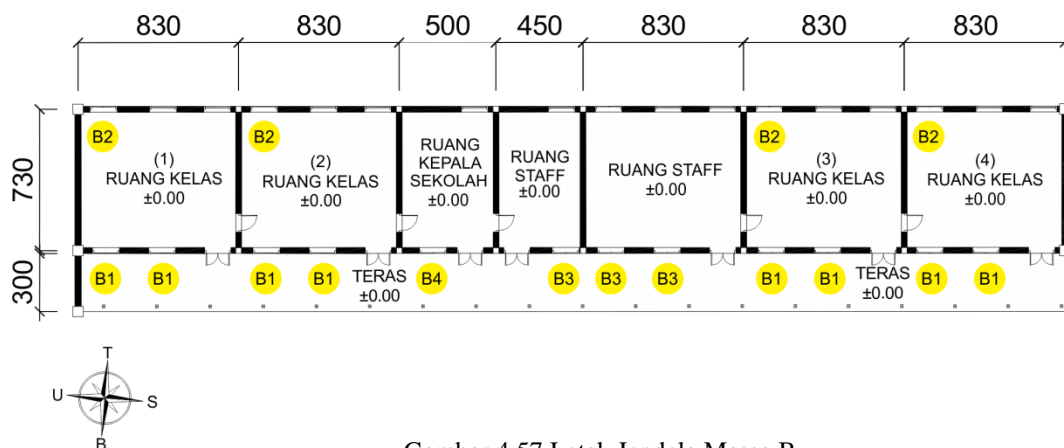 830 830 500 450 830 830 830
730
300
B2 B2 B2 B2
(1)
RUANG KELAS
±0.00
(2)
RUANG KELAS
±0.00
RUANG
KEPALA
SEKOLAH
±0.00
RUANG
STAFF
±0.00
RUANG STAFF
±0.00
(3)
RUANG KELAS
±0.00
(4)
RUANG KELAS
±0.00
B1 B1 B1 B1 B4 B3 B3 B3 B1 B1 B1 B1
TERAS
±0.00
TERAS
±0.00
T
U S
B